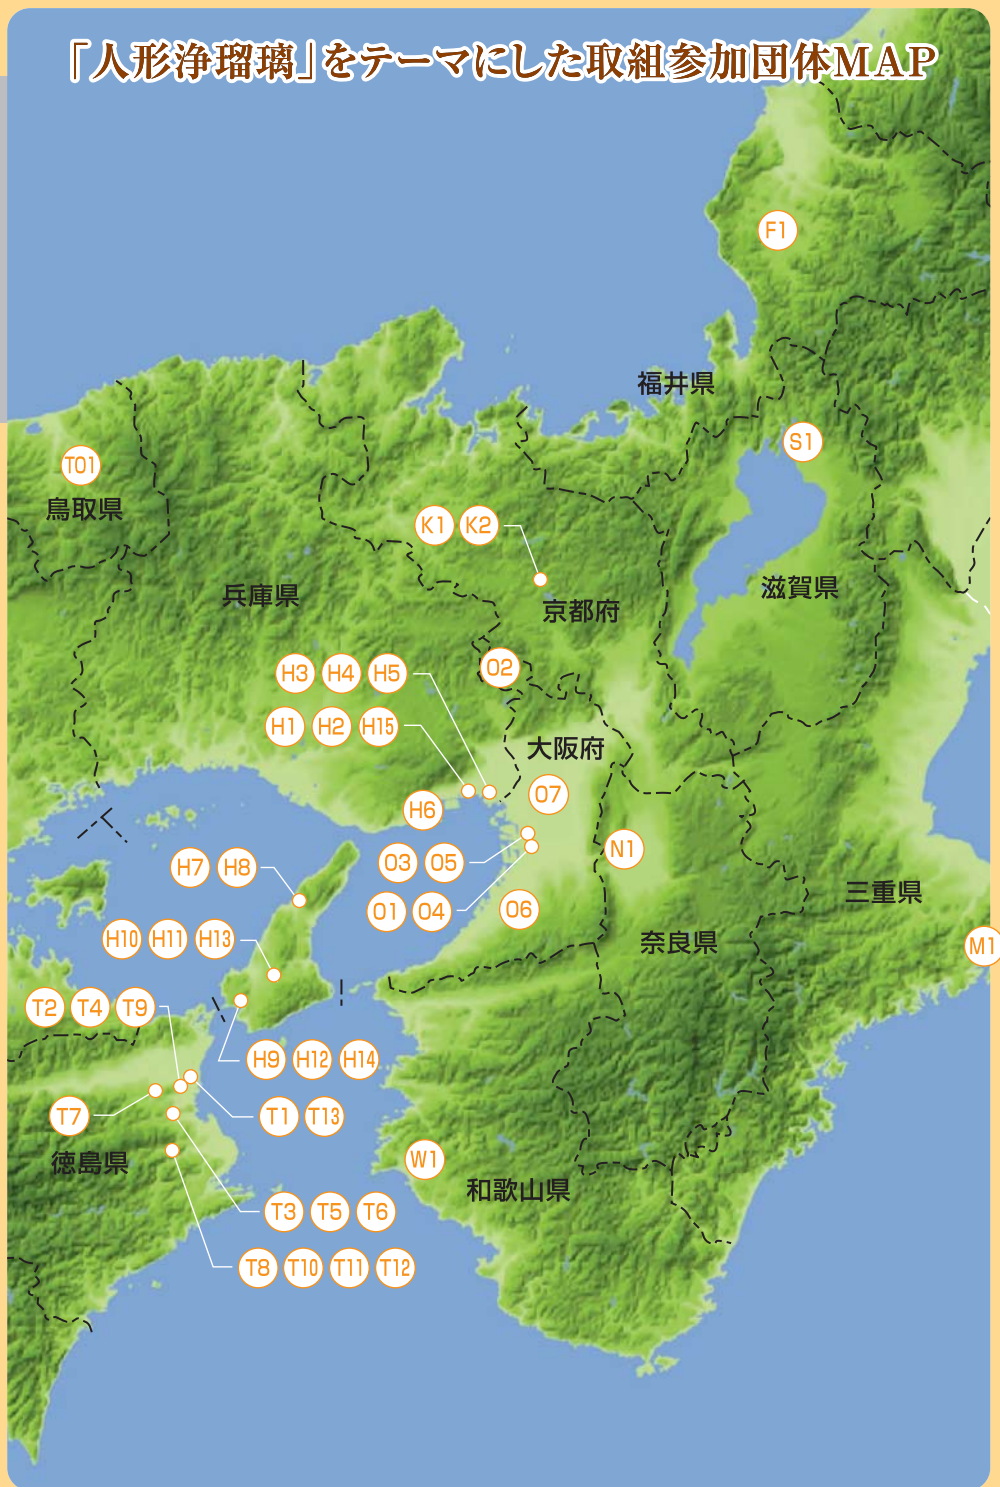 「人形浄瑠璃」をテーマにした取組参加団体MAP
F1
福井県
S1
TO1
鳥取県
K1 K2
兵庫県
京都府
滋賀県
H3 H4 H5
O2
H1 H2 H15
大阪府
H6
O7
O3 O5
N1
H7 H8
O1 O4
O6
三重県
H10 H11 H13
奈良県
M1
T2 T4 T9
H9 H12 H14
T7
T1 T13
徳島県
W1
和歌山県
T3 T5 T6
T8 T10 T11 T12